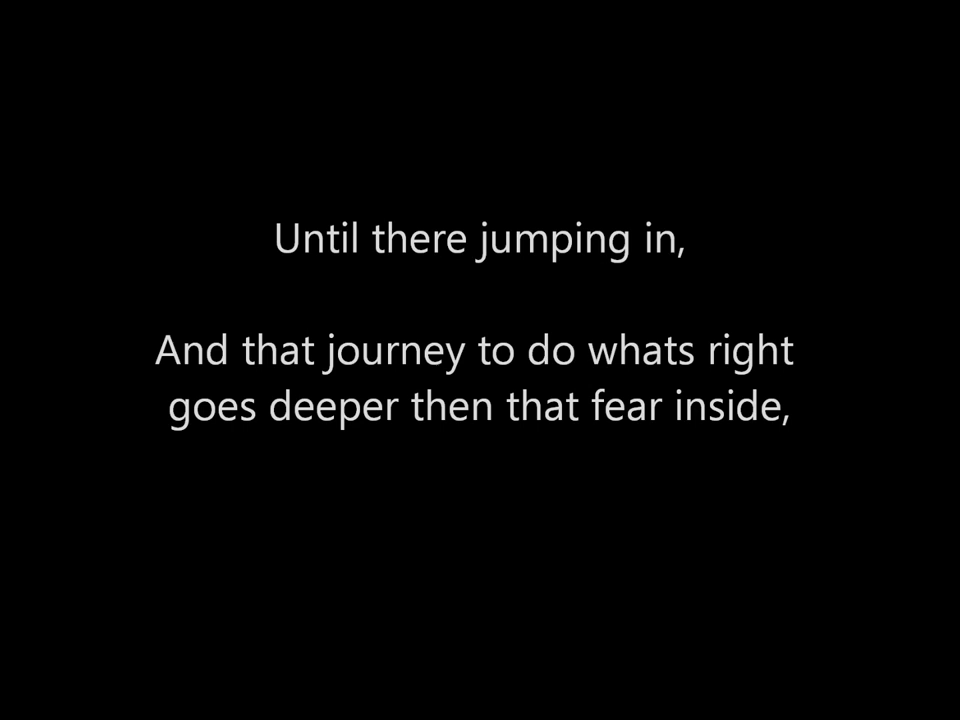 Until there jumping in,
And that journey to do whats right
goes deeper then that fear inside,